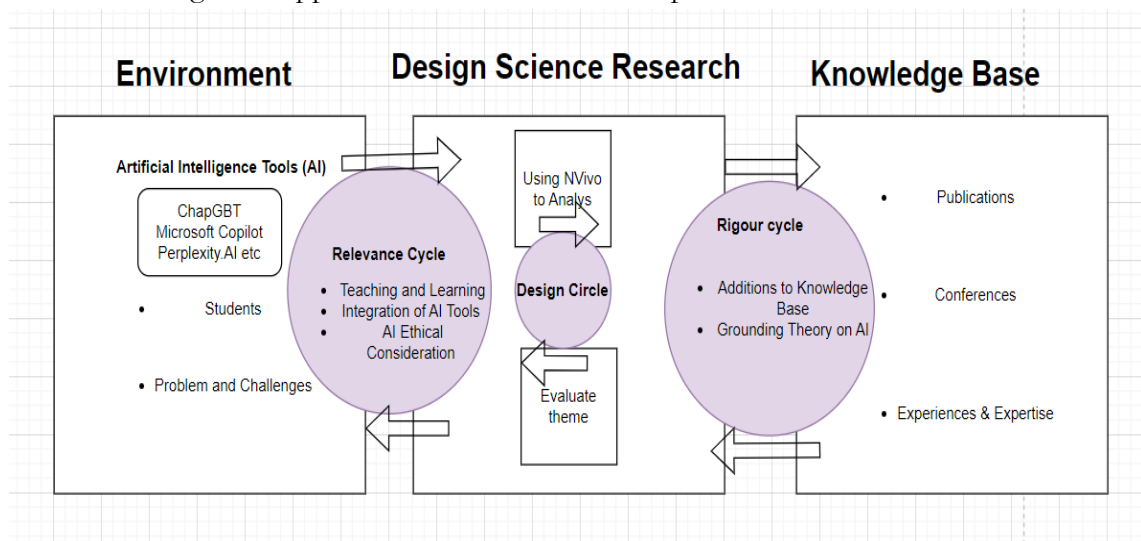 Environment
Design Science Research
Knowledge Base
Artificial Intelligence Tools (AI)
ChapGBT
Microsoft Copilot
Perplexity.AI etc
• Students
• Problem and Challenges
Relevance Cycle
• Teaching and Learning
• Integration of AI Tools
• AI Ethical
Consideration
Using NVivo
to Analys
Design Circle
Evaluate
theme
Rigour cycle
• Additions to Knowledge
Base
• Grounding Theory on AI
• Publications
• Conferences
• Experiences & Expertise